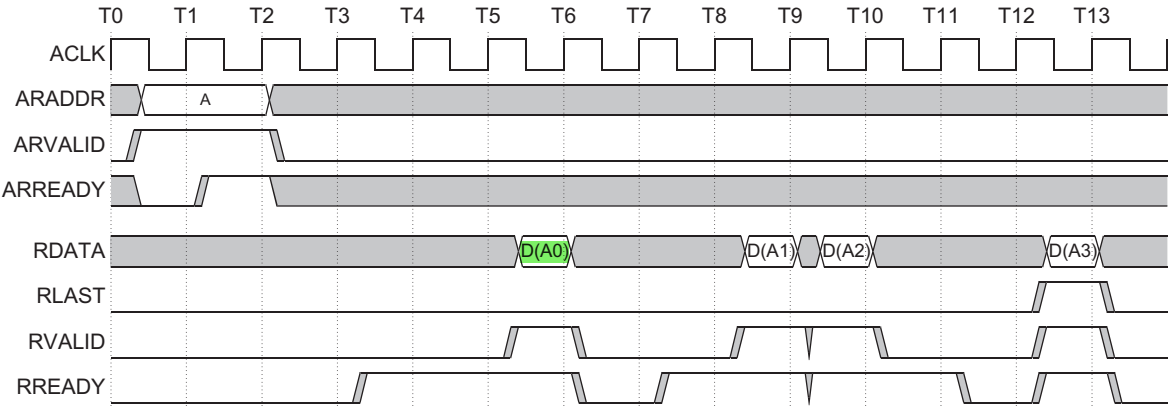 T0 T1 T2 T3 T4 T5 T6 T7 T8 T9 T10 T11 T12 T13
ACLK
ARADDR A
ARVALID
ARREADY
RDATA D(A0) D(A1) D(A2) D(A3)
RLAST
RVALID
RREADY